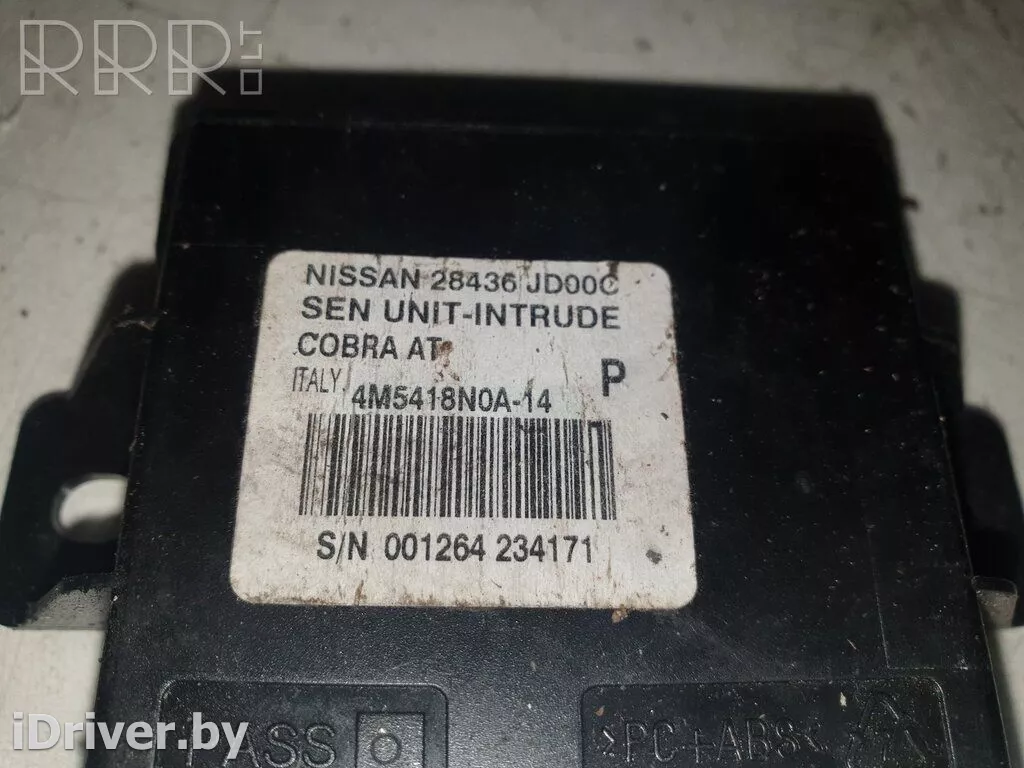 RRR.LT
NISSAN 28436 JD00C
SEN UNIT-INTRUDE
COBRA AT
P
ITALY
4M5418N0A-14
S/N 001264 234171
PASS
>PC+ABS<
iDriver.by